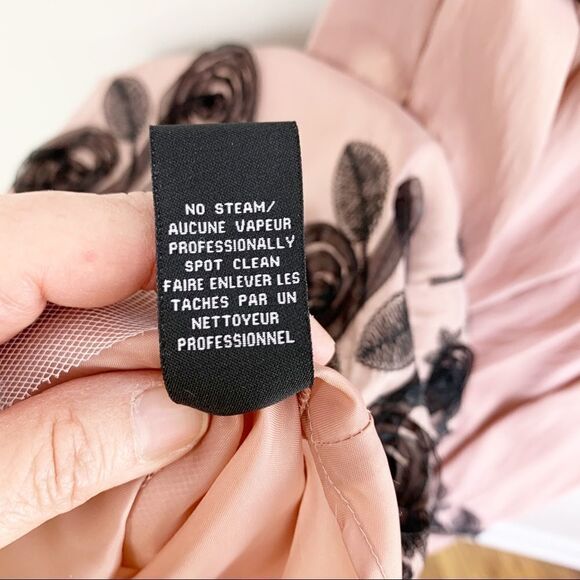 NO STEAM/
AUCUNE VAPEUR
PROFESSIONALLY
SPOT CLEAN
FAIRE ENLEVER LES
TACHES PAR UN
NETTOYEUR
PROFESSIONNEL